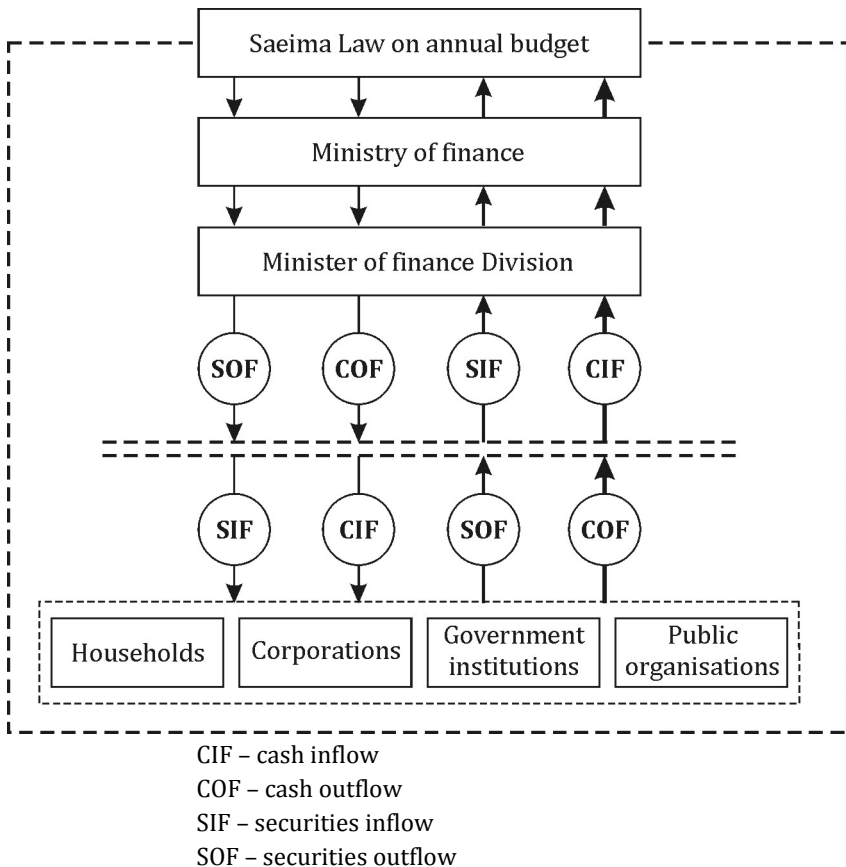 Saeima Law on annual budget
Ministry of finance
Minister of finance Division
SOF COF SIF CIF
SIF CIF SOF COF
Households Corporations Government institutions Public organisations
CIF – cash inflow
COF – cash outflow
SIF – securities inflow
SOF – securities outflow